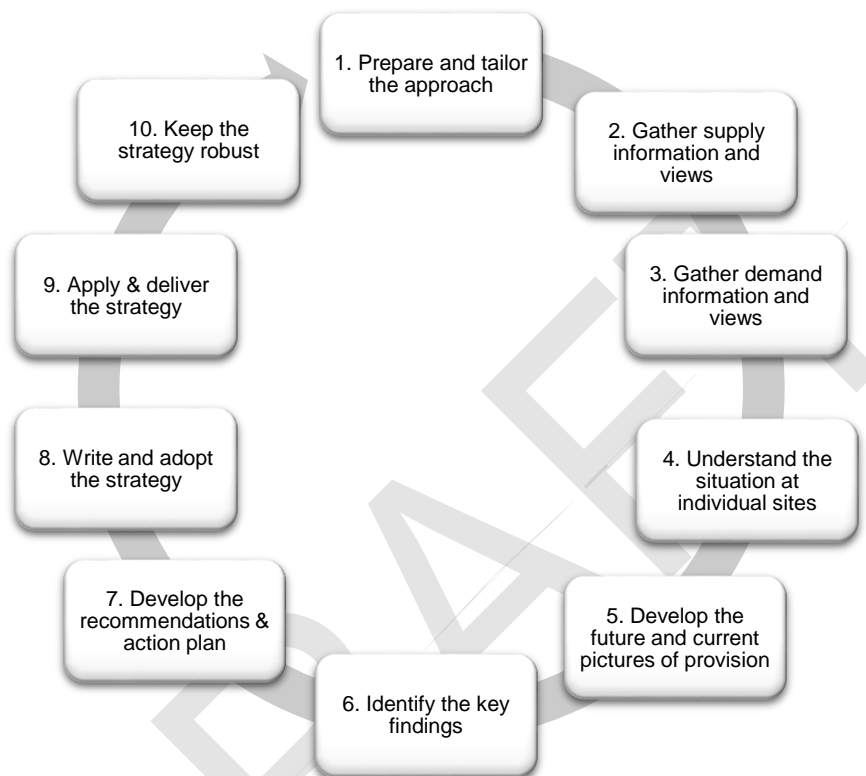 1. Prepare and tailor
the approach
2. Gather supply
information and
views
3. Gather demand
information and
views
4. Understand the
situation at
individual sites
5. Develop the
future and current
pictures of provision
6. Identify the key
findings
7. Develop the
recommendations &
action plan
8. Write and adopt
the strategy
9. Apply & deliver
the strategy
10. Keep the
strategy robust
DRAFT